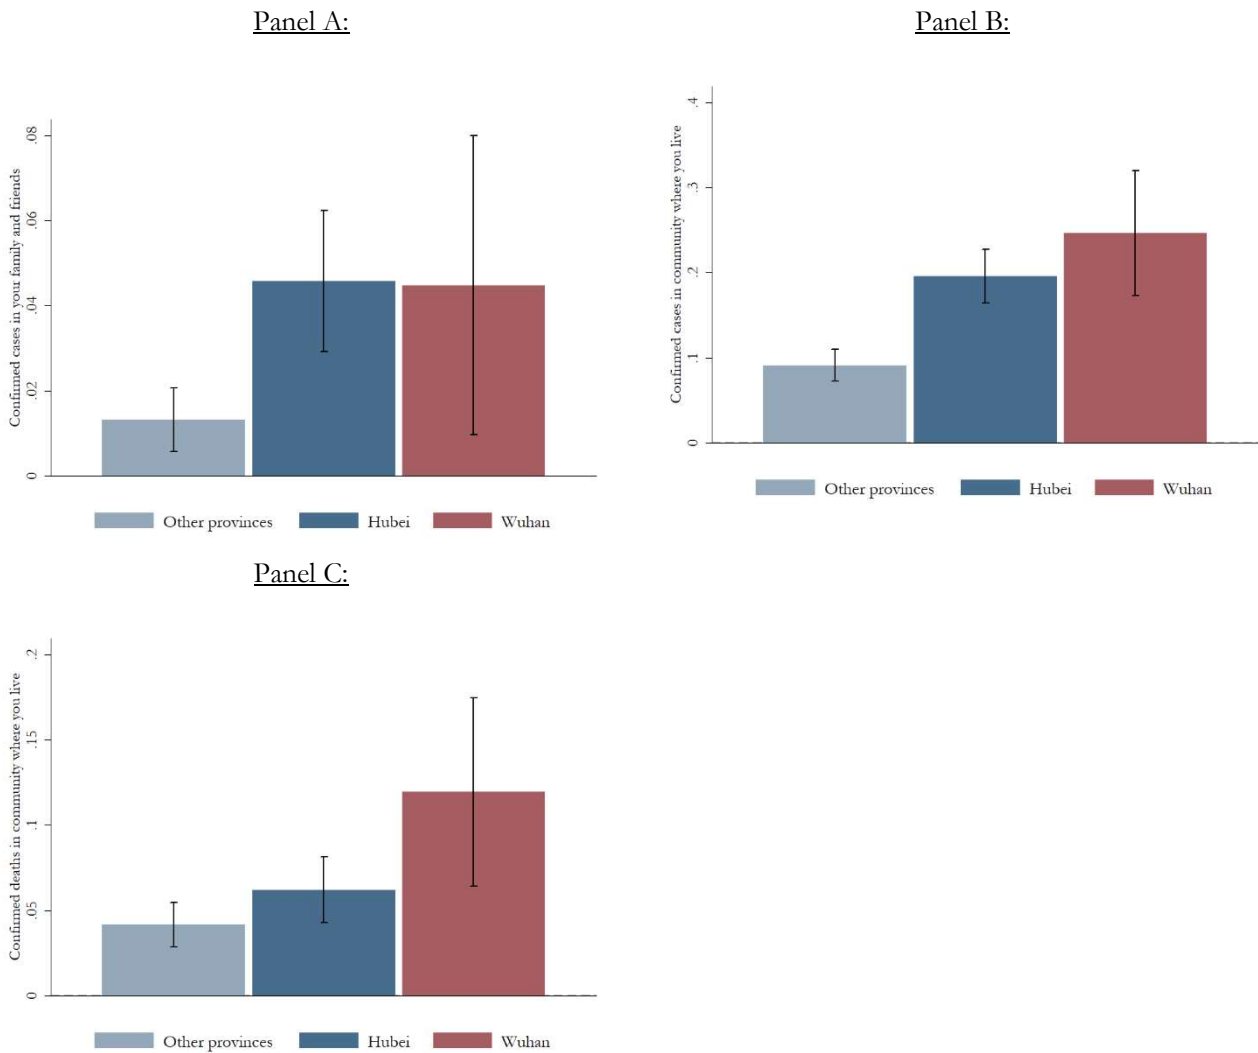 Panel A:
Confirmed cases in your family and friends
.08
.06
.04
.02
0
Other provinces Hubei Wuhan
Panel B:
Confirmed cases in community where you live
.4
.3
.2
.1
0
Other provinces Hubei Wuhan
Panel C:
Confirmed deaths in community where you live
.2
.15
.1
.05
0
Other provinces Hubei Wuhan